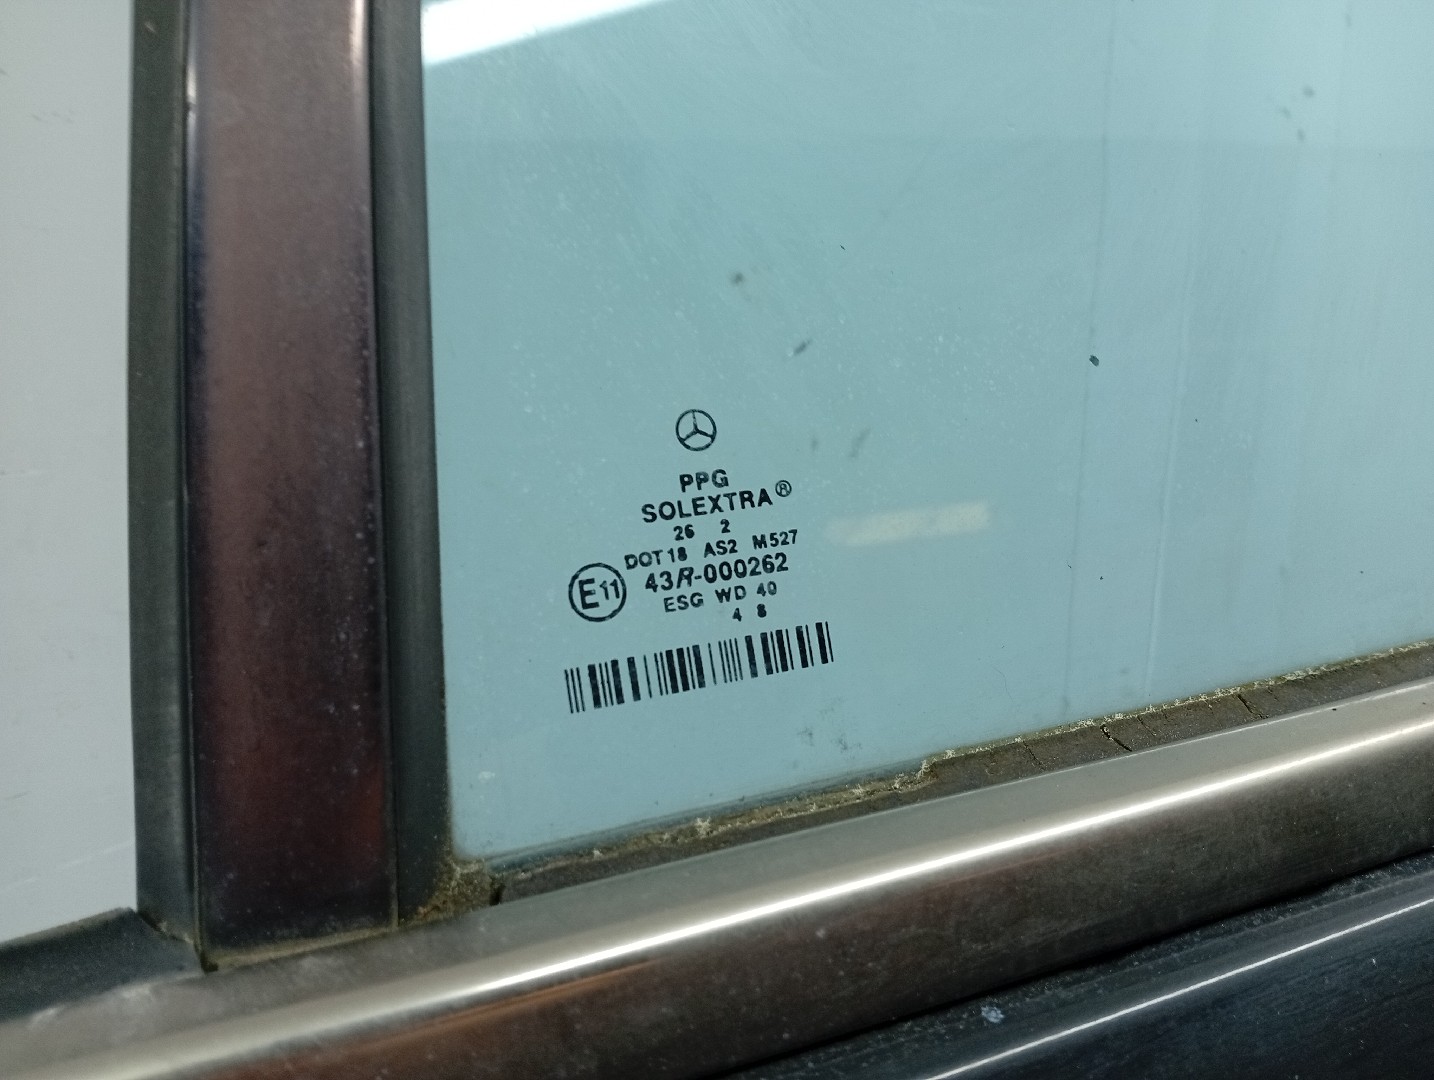 PPG
SOLEXTRA®
26 2
DOT18 AS2 M527
E11 43R-000262
ESG WD 40
4 8